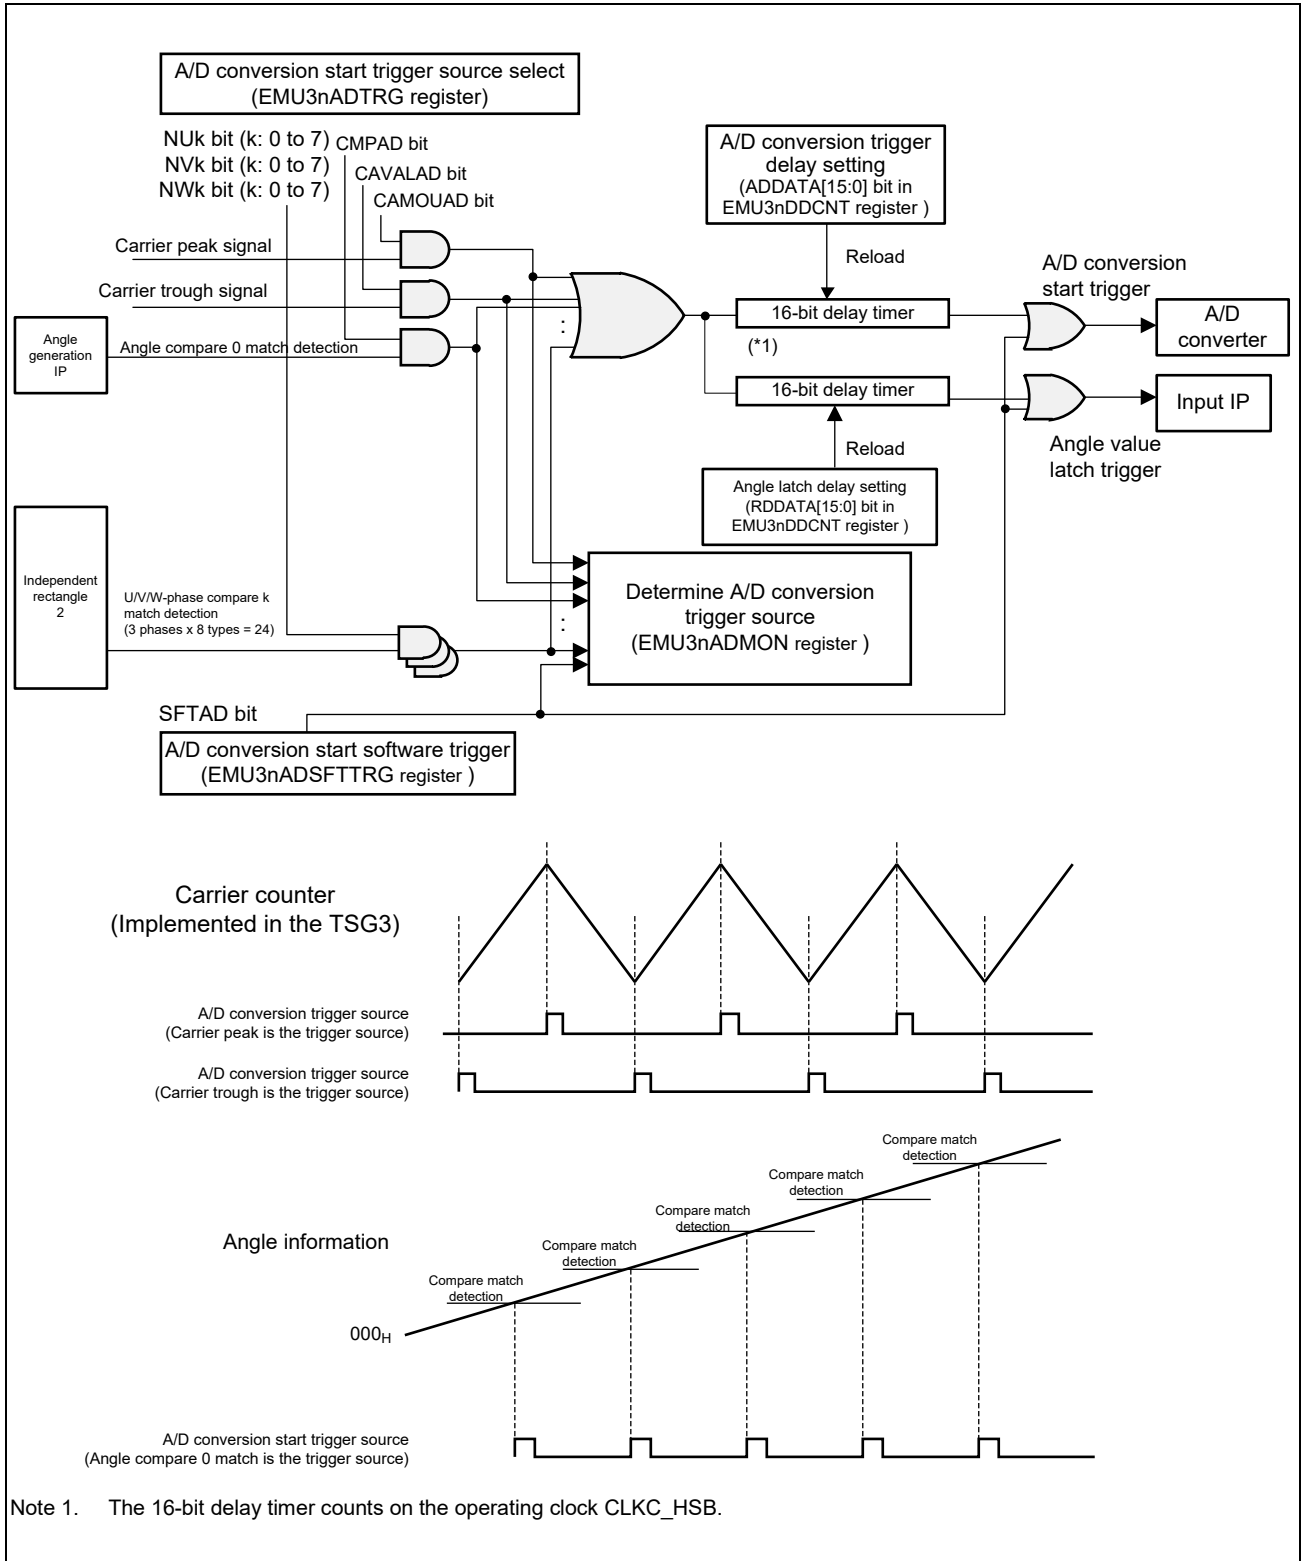 A/D conversion start trigger source select
(EMU3nADTRG register)
NUk bit (k: 0 to 7)
NVk bit (k: 0 to 7)
NWk bit (k: 0 to 7)
CMPAD bit
CAVALAD bit
CAMOUAD bit
A/D conversion trigger
delay setting
(ADDATA[15:0] bit in
EMU3nDDCNT register )
Carrier peak signal
Reload
Carrier trough signal
A/D conversion
start trigger
16-bit delay timer
A/D
converter
Angle
generation
IP
Angle compare 0 match detection
:
(*1)
16-bit delay timer
Input IP
Reload
Angle value
latch trigger
Angle latch delay setting
(RDDATA[15:0] bit in
EMU3nDDCNT register )
Independent
rectangle
2
U/V/W-phase compare k
match detection
(3 phases x 8 types = 24)
:
Determine A/D conversion
trigger source
(EMU3nADMON register )
SFTAD bit
A/D conversion start software trigger
(EMU3nADSFTTRG register )
Carrier counter
(Implemented in the TSG3)
A/D conversion trigger source
(Carrier peak is the trigger source)
A/D conversion trigger source
(Carrier trough is the trigger source)
Compare match
detection
Compare match
detection
Compare match
detection
Compare match
detection
Compare match
detection
Angle information
000H
A/D conversion start trigger source
(Angle compare 0 match is the trigger source)
Note 1. The 16-bit delay timer counts on the operating clock CLKC_HSB.